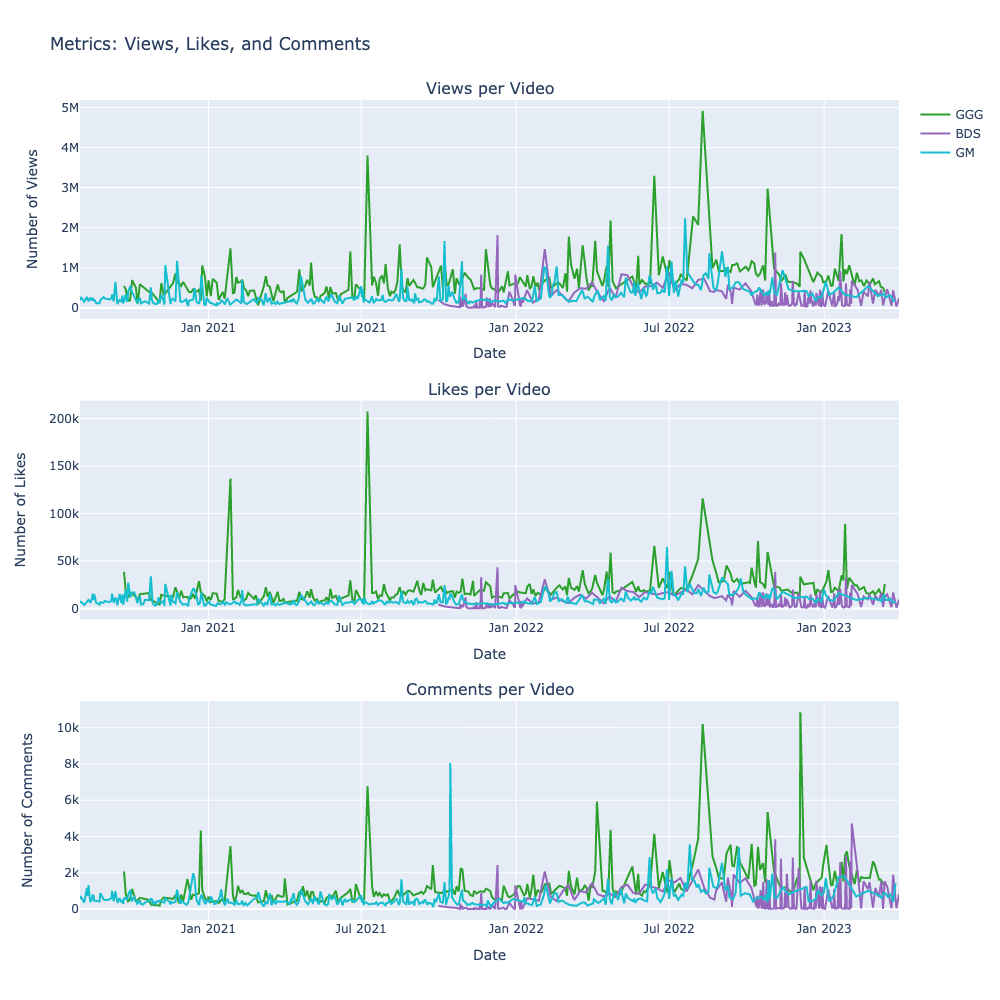 Metrics: Views, Likes, and Comments
Views per Video
5M
4M
3M
2M
1M
0
Number of Views
Jan 2021
Jul 2021
Jan 2022
Jul 2022
Jan 2023
Date
GGG
BDS
GM
Likes per Video
200k
150k
100k
50k
0
Number of Likes
Jan 2021
Jul 2021
Jan 2022
Jul 2022
Jan 2023
Date
Comments per Video
10k
8k
6k
4k
2k
0
Number of Comments
Jan 2021
Jul 2021
Jan 2022
Jul 2022
Jan 2023
Date